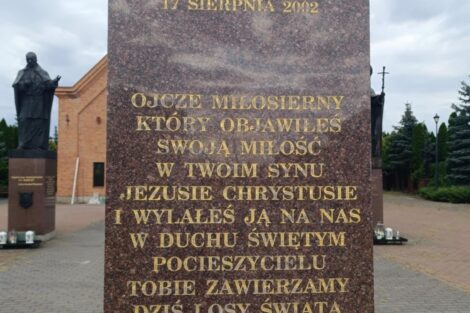 17 SIERPNIA 2002
OJCZE MIŁOSIERNY
KTÓRY OBJAWIŁEŚ
SWOJĄ MIŁOŚĆ
W TWOIM SYNU
JEZUSIE CHRYSTUSIE
I WYLAŁEŚ JĄ NA NAS
W DUCHU ŚWIĘTYM
POCIESZYCIELU
TOBIE ZAWIERZAMY
DZIŚ LOSY ŚWIATA